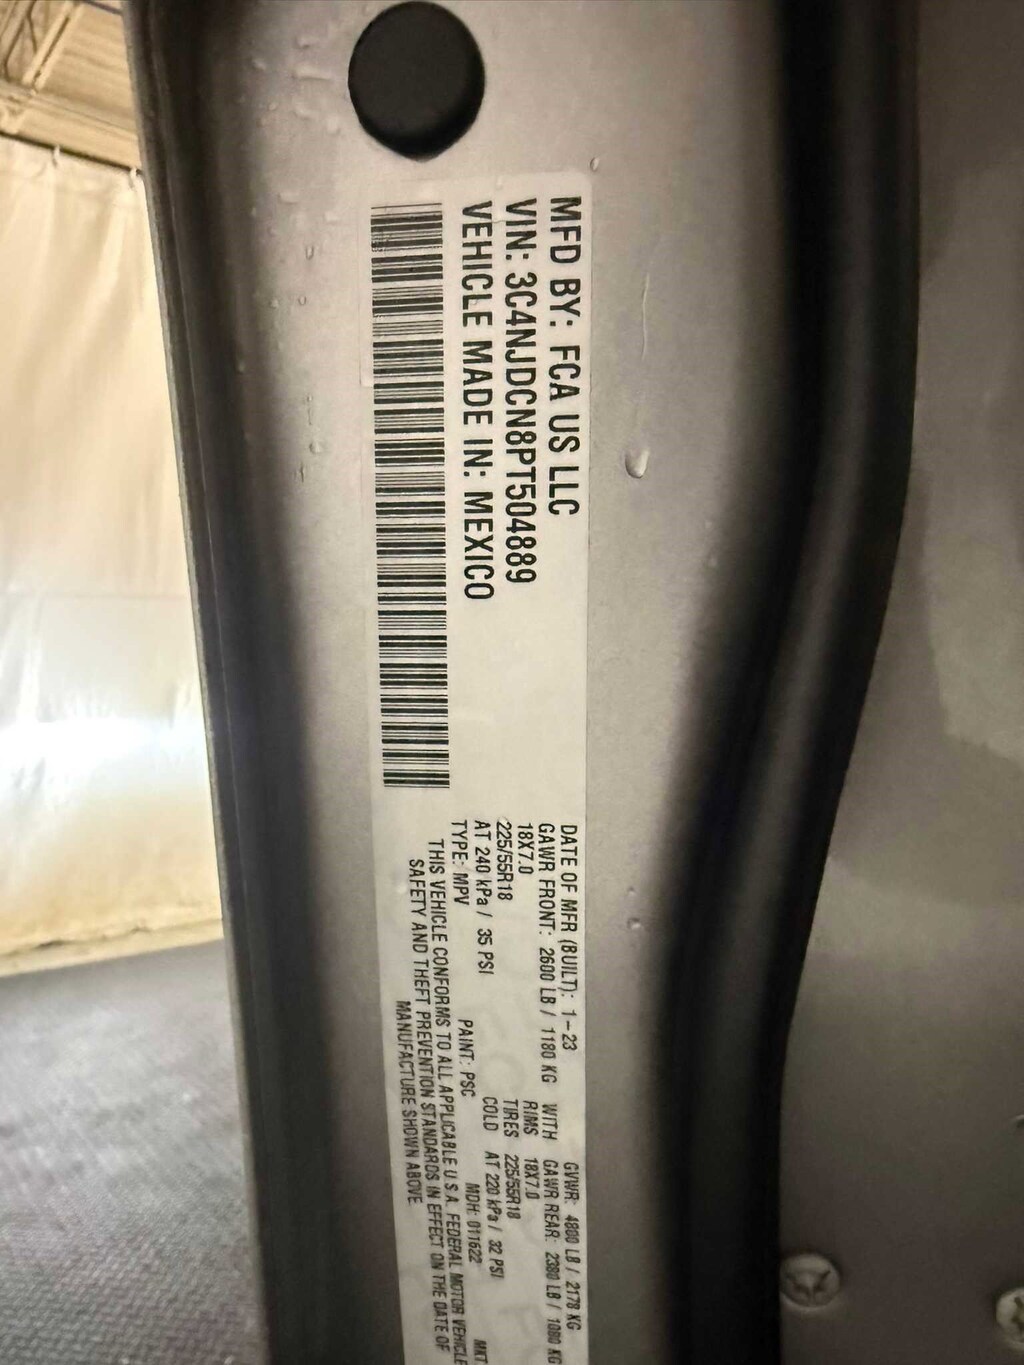 MFD BY: FCA US LLC
VIN: 3C4NJDCN8PT504889
VEHICLE MADE IN: MEXICO
DATE OF MFR (BUILT): 1-23 GVWR: 4800 LB / 2178 KG
GAWR FRONT: 2600 LB / 1180 KG WITH GAWR REAR: 2380 LB / 1080 KG
18X7.0 RIMS 18X7.0
225/55R18 TIRES 225/55R18
AT 240 kPa / 35 PSI COLD AT 220 kPa / 32 PSI
TYPE: MPV PAINT: PSC MDH: 011622 MKT
THIS VEHICLE CONFORMS TO ALL APPLICABLE U.S.A. FEDERAL MOTOR VEHICLE
SAFETY AND THEFT PREVENTION STANDARDS IN EFFECT ON THE DATE OF
MANUFACTURE SHOWN ABOVE.